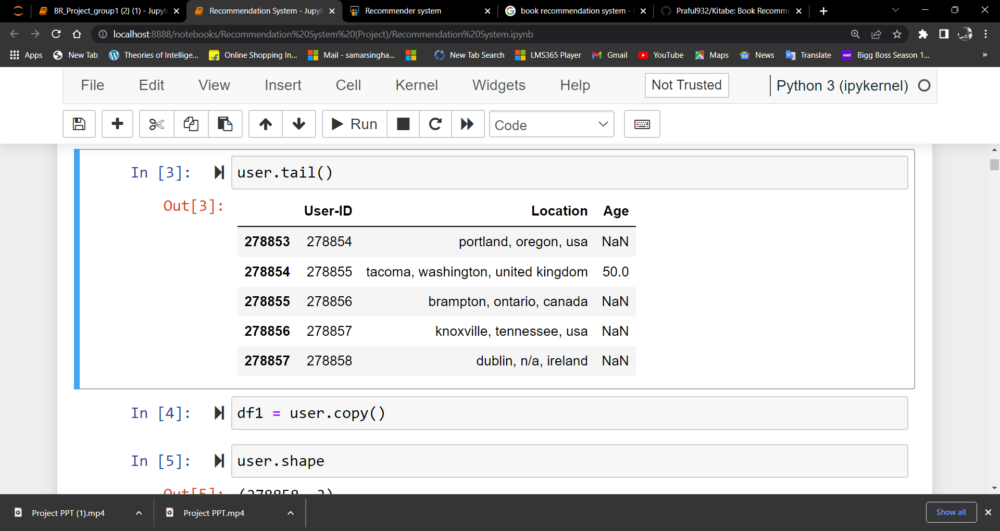 BR_Project_group1 (2) (1) - Jupyt
Recommendation System - Jupyt
Recommender system
book recommendation system -
Praful932/Kitabe: Book Recomm
localhost:8888/notebooks/Recommendation%20System%20(Project)/Recommendation%20System.ipynb
Apps
New Tab
Theories of Intellige...
Online Shopping In...
Mail - samarsingha...
New Tab Search
LMS365 Player
Gmail
YouTube
Maps
News
Translate
voot
Bigg Boss Season 1...
»
File Edit View Insert Cell Kernel Widgets Help
Not Trusted
Python 3 (ipykernel)
Run
Code
In [3]: user.tail()
Out[3]:
User-ID Location Age
278853 278854 portland, oregon, usa NaN
278854 278855 tacoma, washington, united kingdom 50.0
278855 278856 brampton, ontario, canada NaN
278856 278857 knoxville, tennessee, usa NaN
278857 278858 dublin, n/a, ireland NaN
In [4]: df1 = user.copy()
In [5]: user.shape
Out[5]: (278858, 3)
Project PPT (1).mp4
Project PPT.mp4
Show all